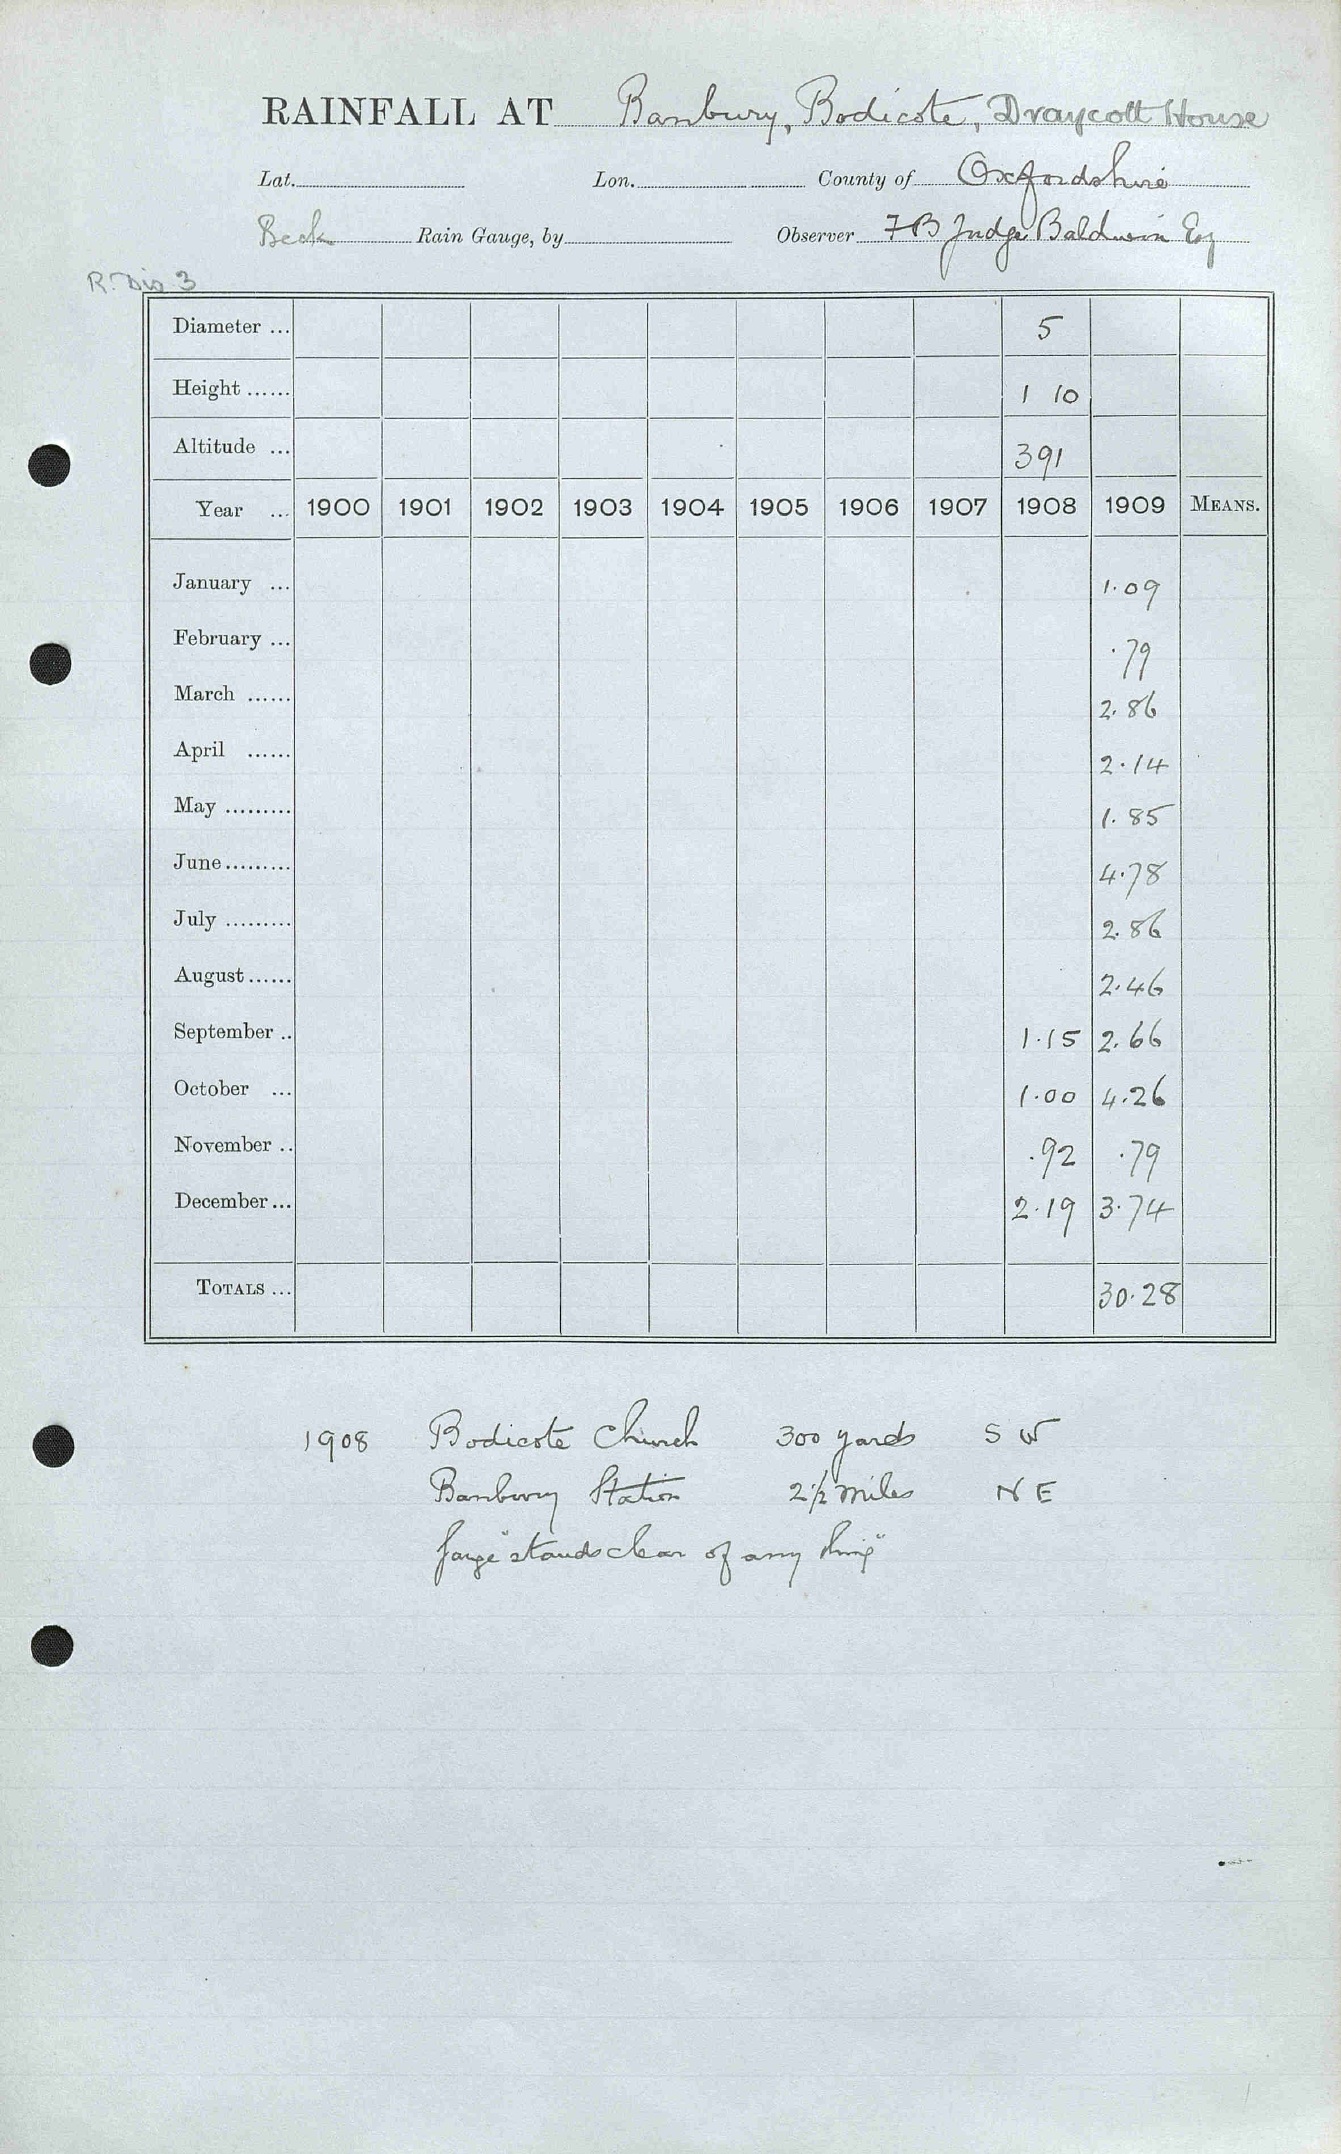 RAINFALL AT Banbury, Bodicote, Draycott House
Lat. Lon. County of Oxfordshire
Beck Rain Gauge, by Observer F B Judge Baldwin Esq
R. Dis 3
Diameter ... 5
Height ...... 1 10
Altitude ... 391
Year ... 1900 1901 1902 1903 1904 1905 1906 1907 1908 1909 MEANS.
January ... 1.09
February ... .79
March ...... 2.86
April ...... 2.14
May ......... 1.85
June......... 4.78
July ......... 2.86
August...... 2.46
September .. 1.15 2.66
October ... 1.00 4.26
November .. .92 .79
December... 2.19 3.74
TOTALS ... 30.28
1908 Bodicote Church 300 yards S W
Banbury Station 2½ miles N E
"stands clear of any thing"